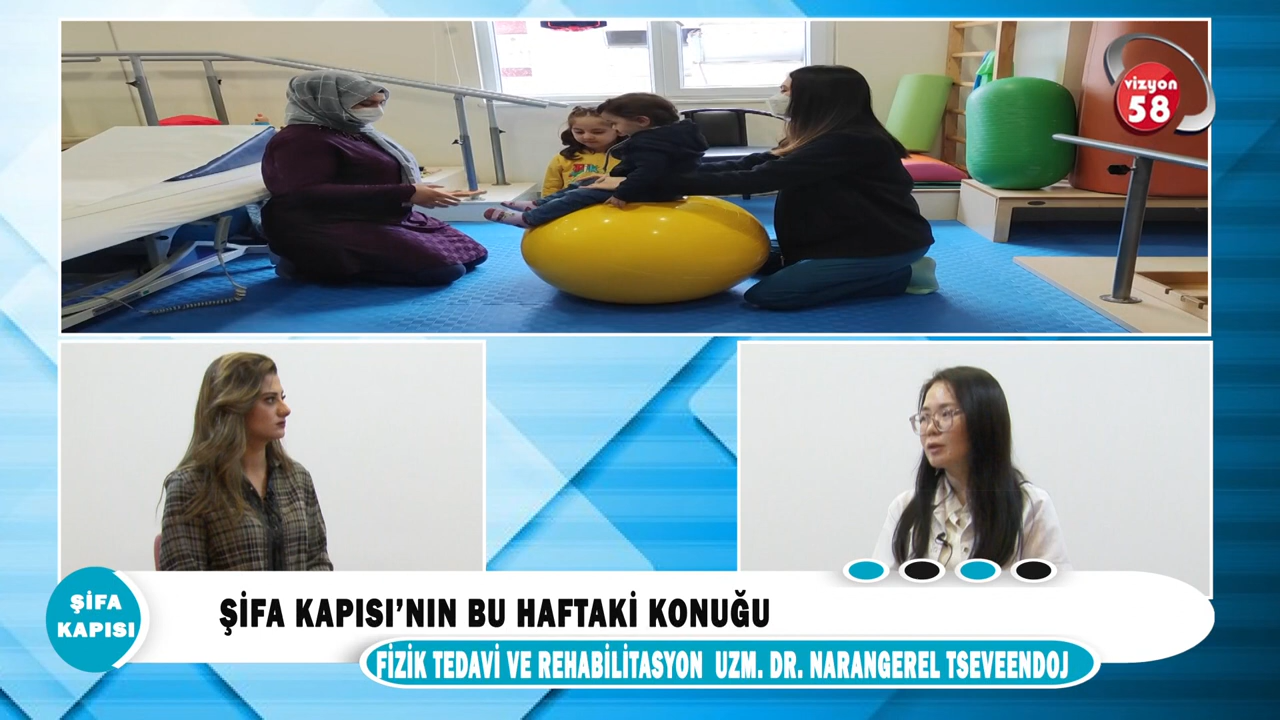 vizyon
58
ŞİFA
KAPISI
ŞİFA KAPISI’NIN BU HAFTAKİ KONUĞU
FİZİK TEDAVİ VE REHABİLİTASYON UZM. DR. NARANGEREL TSEVEENDOJ